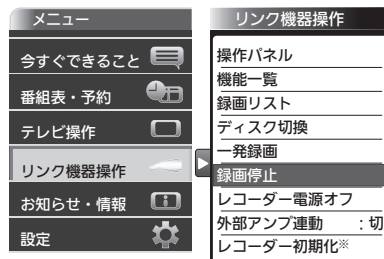 メニュー
今すぐできること
番組表・予約
テレビ操作
リンク機器操作
お知らせ・情報
設定
リンク機器操作
操作パネル
機能一覧
録画リスト
ディスク切換
一発録画
録画停止
レコーダー電源オフ
外部アンプ連動 ：切
レコーダー初期化※